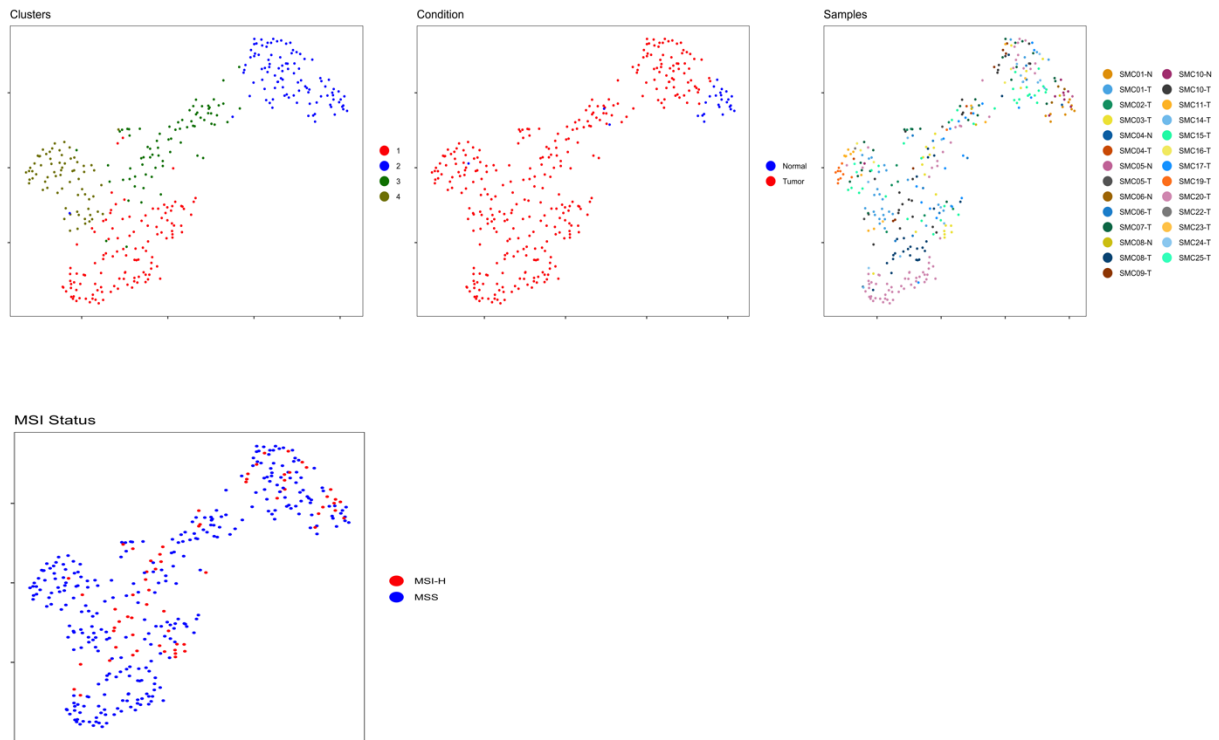 Clusters
1
2
3
4
Condition
Normal
Tumor
Samples
SMC01-N SMC10-N
SMC01-T SMC10-T
SMC02-T SMC11-T
SMC03-T SMC14-T
SMC04-N SMC15-T
SMC04-T SMC16-T
SMC05-N SMC17-T
SMC05-T SMC19-T
SMC06-N SMC20-T
SMC06-T SMC22-T
SMC07-T SMC23-T
SMC08-N SMC24-T
SMC08-T SMC25-T
SMC09-T
MSI Status
MSI-H
MSS